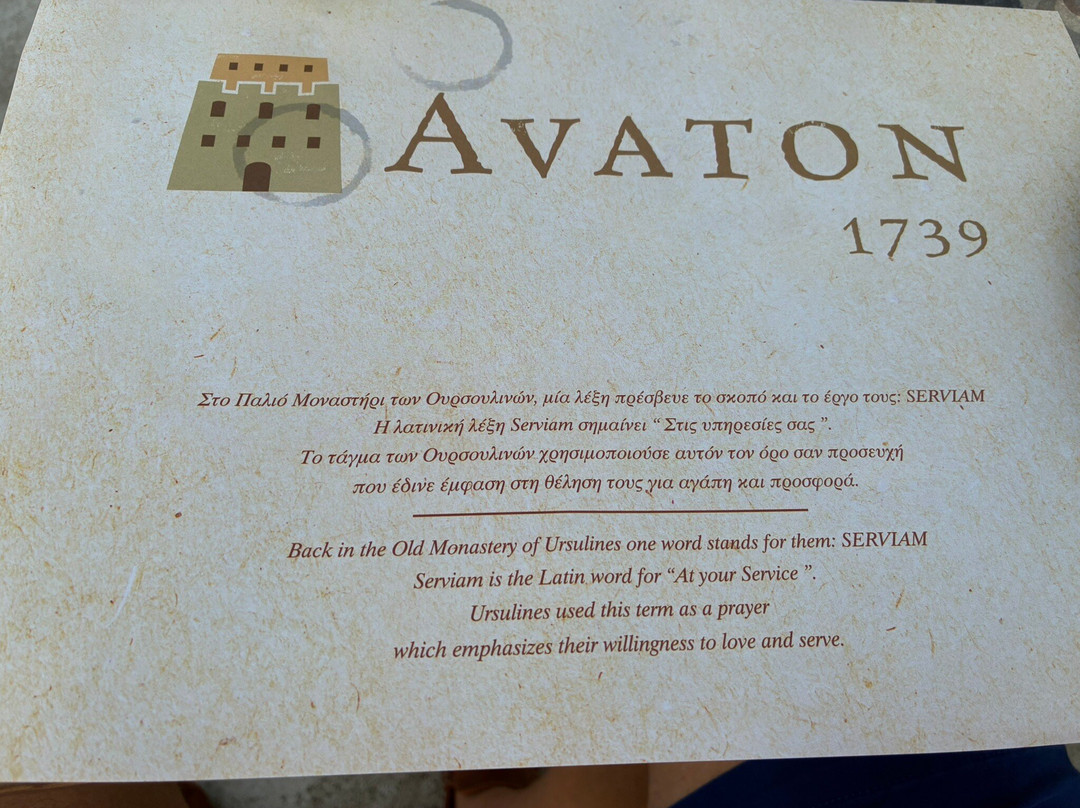 AVATON
1739
Στο Παλιό Μοναστήρι των Ουρσουλινών, μία λέξη πρέσβευε το σκοπό και το έργο τους: SERVIAM
Η λατινική λέξη Serviam σημαίνει “ Στις υπηρεσίες σας ”.
Το τάγμα των Ουρσουλινών χρησιμοποιούσε αυτόν τον όρο σαν προσευχή
που έδινε έμφαση στη θέληση τους για αγάπη και προσφορά.
Back in the Old Monastery of Ursulines one word stands for them: SERVIAM
Serviam is the Latin word for “At your Service ”.
Ursulines used this term as a prayer
which emphasizes their willingness to love and serve.